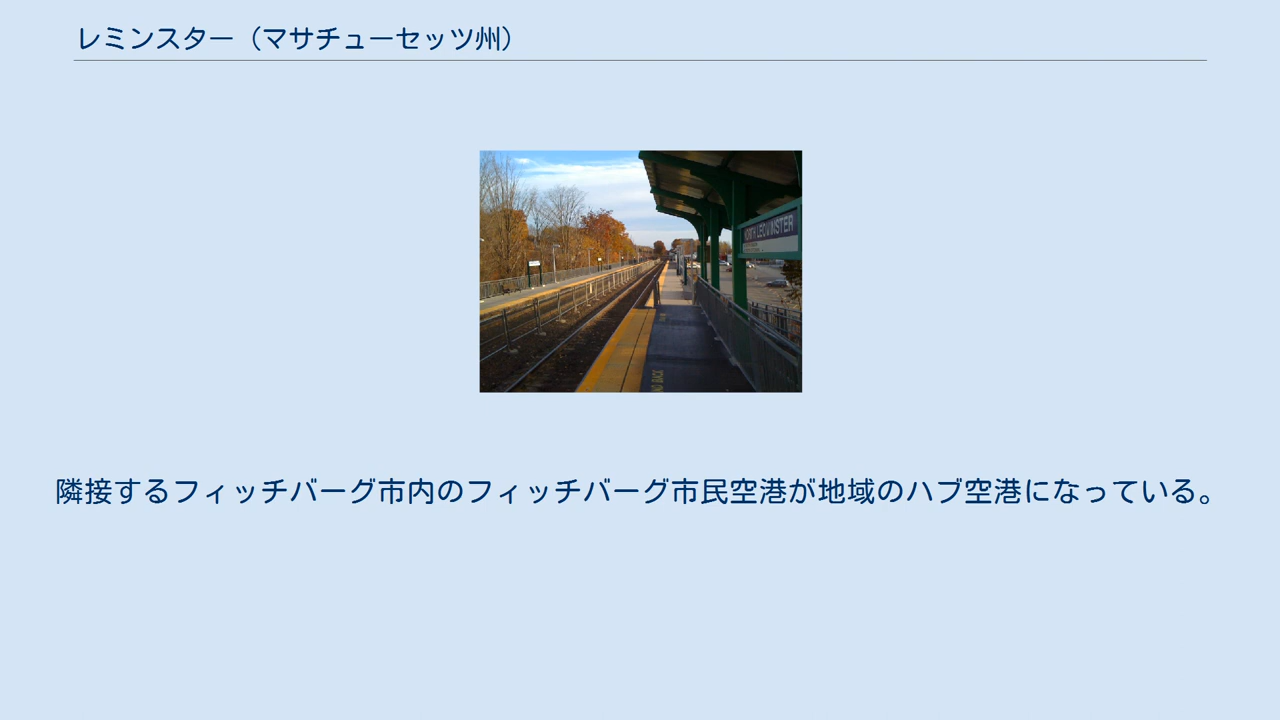 レミンスター（マサチューセッツ州）
NORTH LEOMINSTER
隣接するフィッチバーグ市内のフィッチバーグ市民空港が地域のハブ空港になっている。